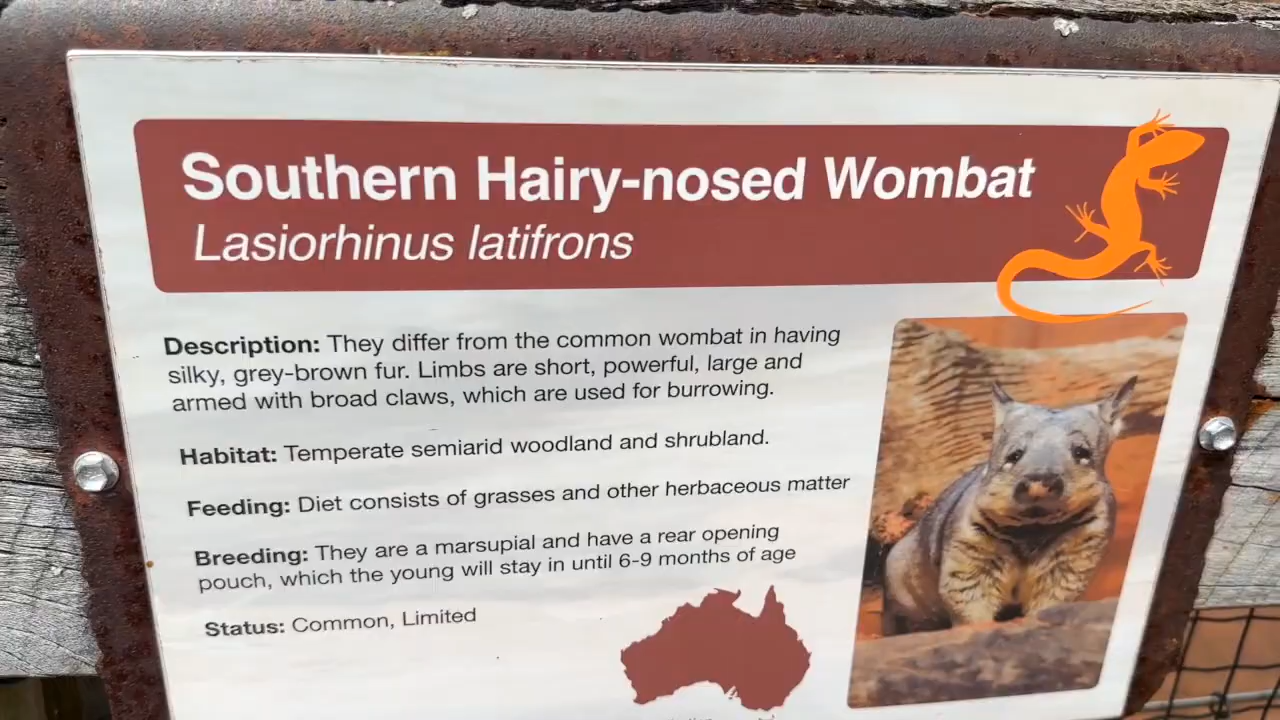 Southern Hairy-nosed Wombat
Lasiorhinus latifrons
Description: They differ from the common wombat in having
silky, grey-brown fur. Limbs are short, powerful, large and
armed with broad claws, which are used for burrowing.
Habitat: Temperate semiarid woodland and shrubland.
Feeding: Diet consists of grasses and other herbaceous matter
Breeding: They are a marsupial and have a rear opening
pouch, which the young will stay in until 6-9 months of age
Status: Common, Limited